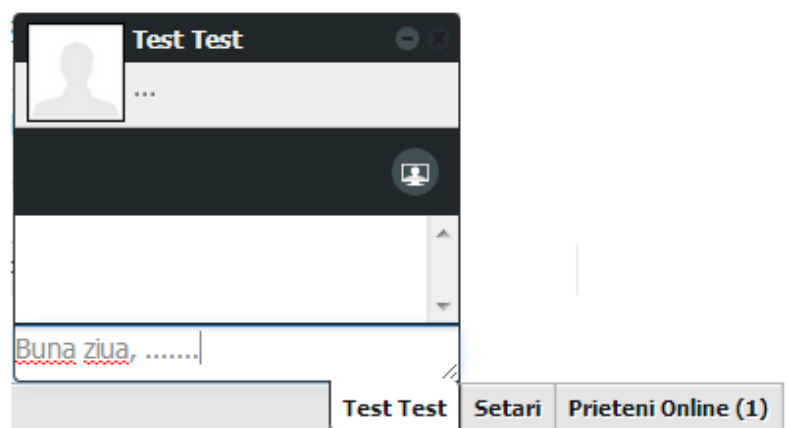 Test Test
...
Buna ziua, .......
Test Test Setari Prieteni Online (1)